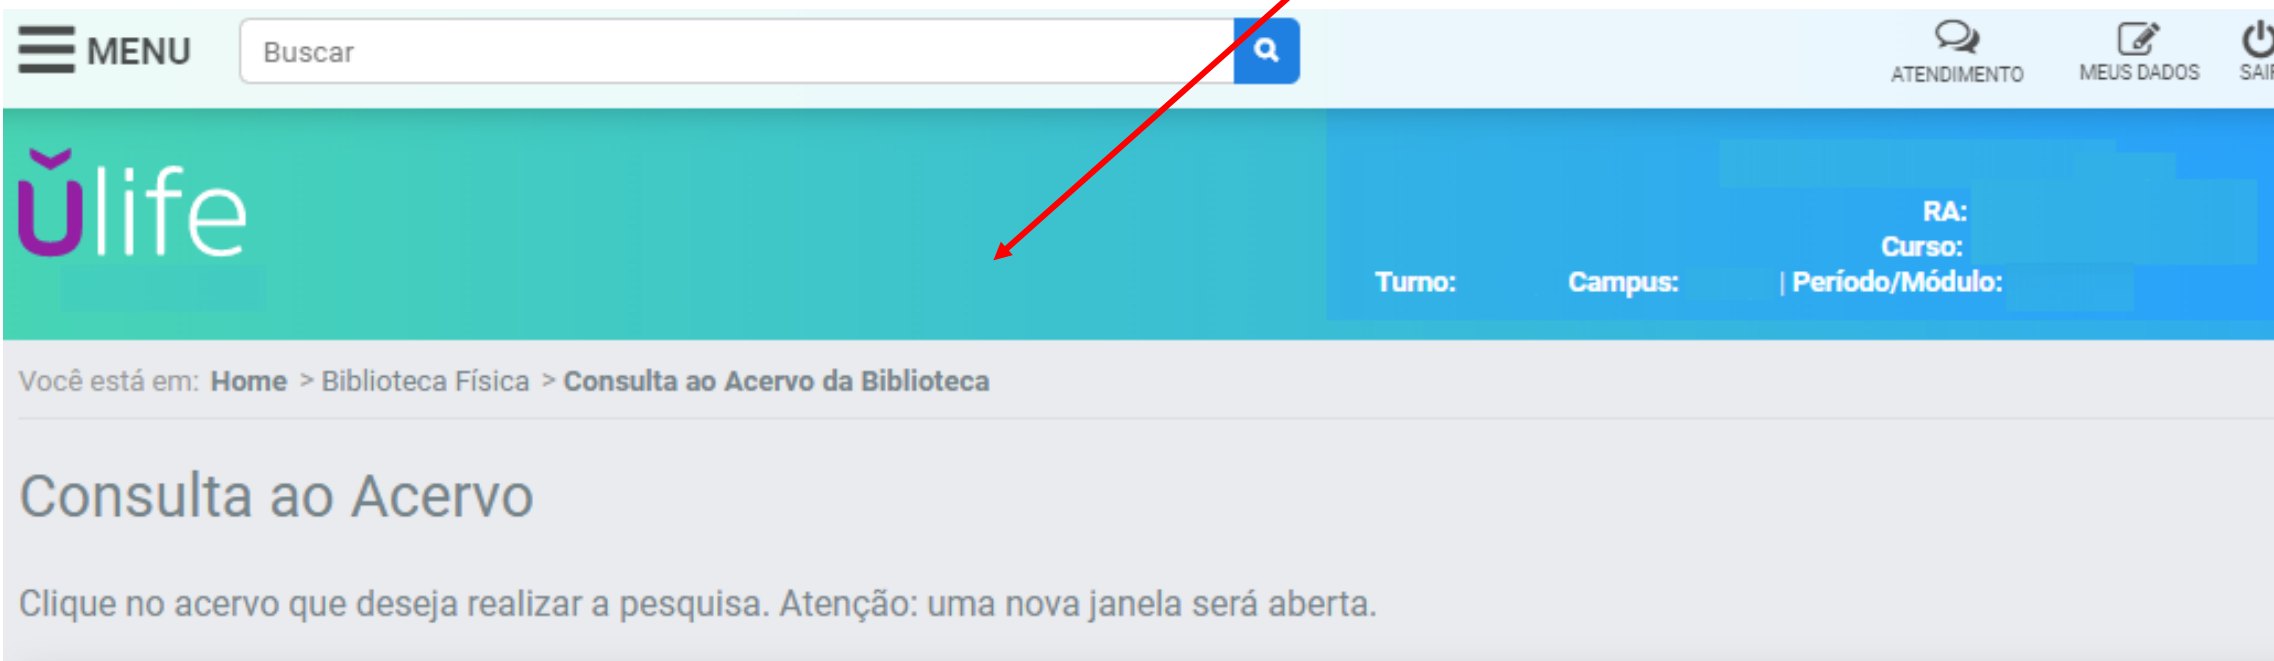 MENU Buscar
ATENDIMENTO MEUS DADOS SAIR
ŭlife
RA:
Curso:
Turno: Campus: | Período/Módulo:
Você está em: Home > Biblioteca Física > Consulta ao Acervo da Biblioteca
Consulta ao Acervo
Clique no acervo que deseja realizar a pesquisa. Atenção: uma nova janela será aberta.